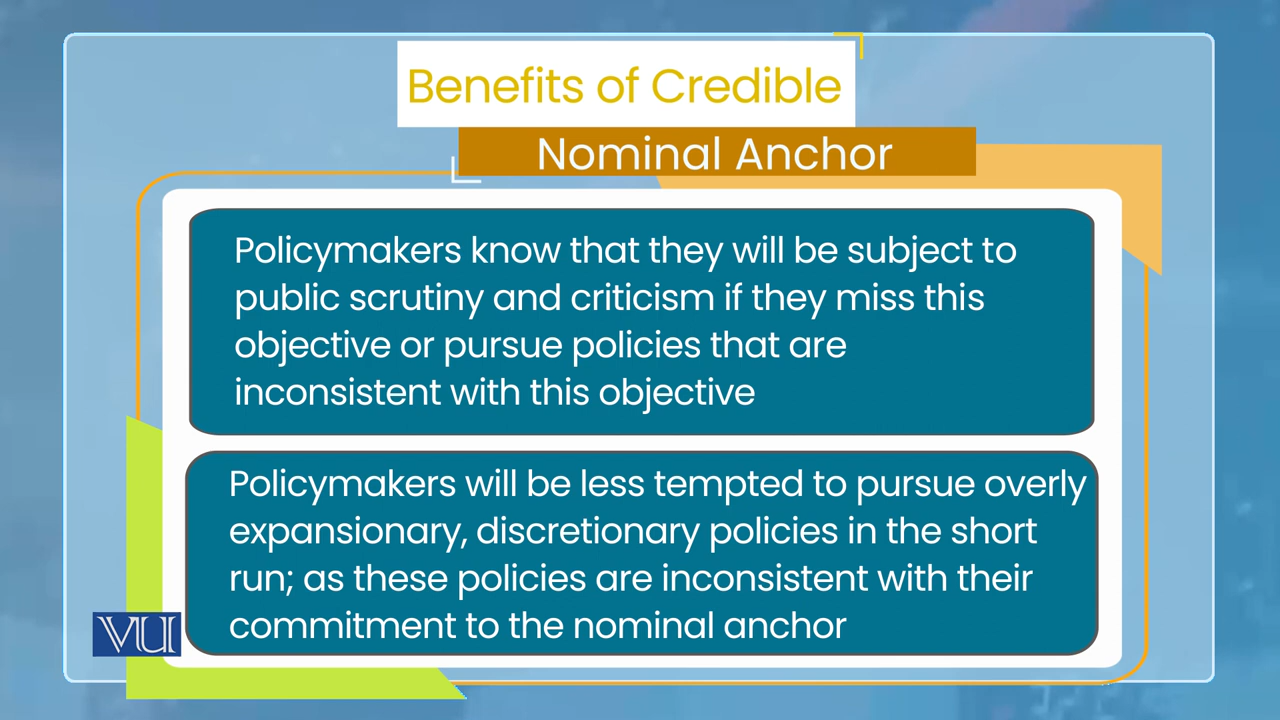 Benefits of Credible
Nominal Anchor
Policymakers know that they will be subject to
public scrutiny and criticism if they miss this
objective or pursue policies that are
inconsistent with this objective
Policymakers will be less tempted to pursue overly
expansionary, discretionary policies in the short
run; as these policies are inconsistent with their
commitment to the nominal anchor
VU